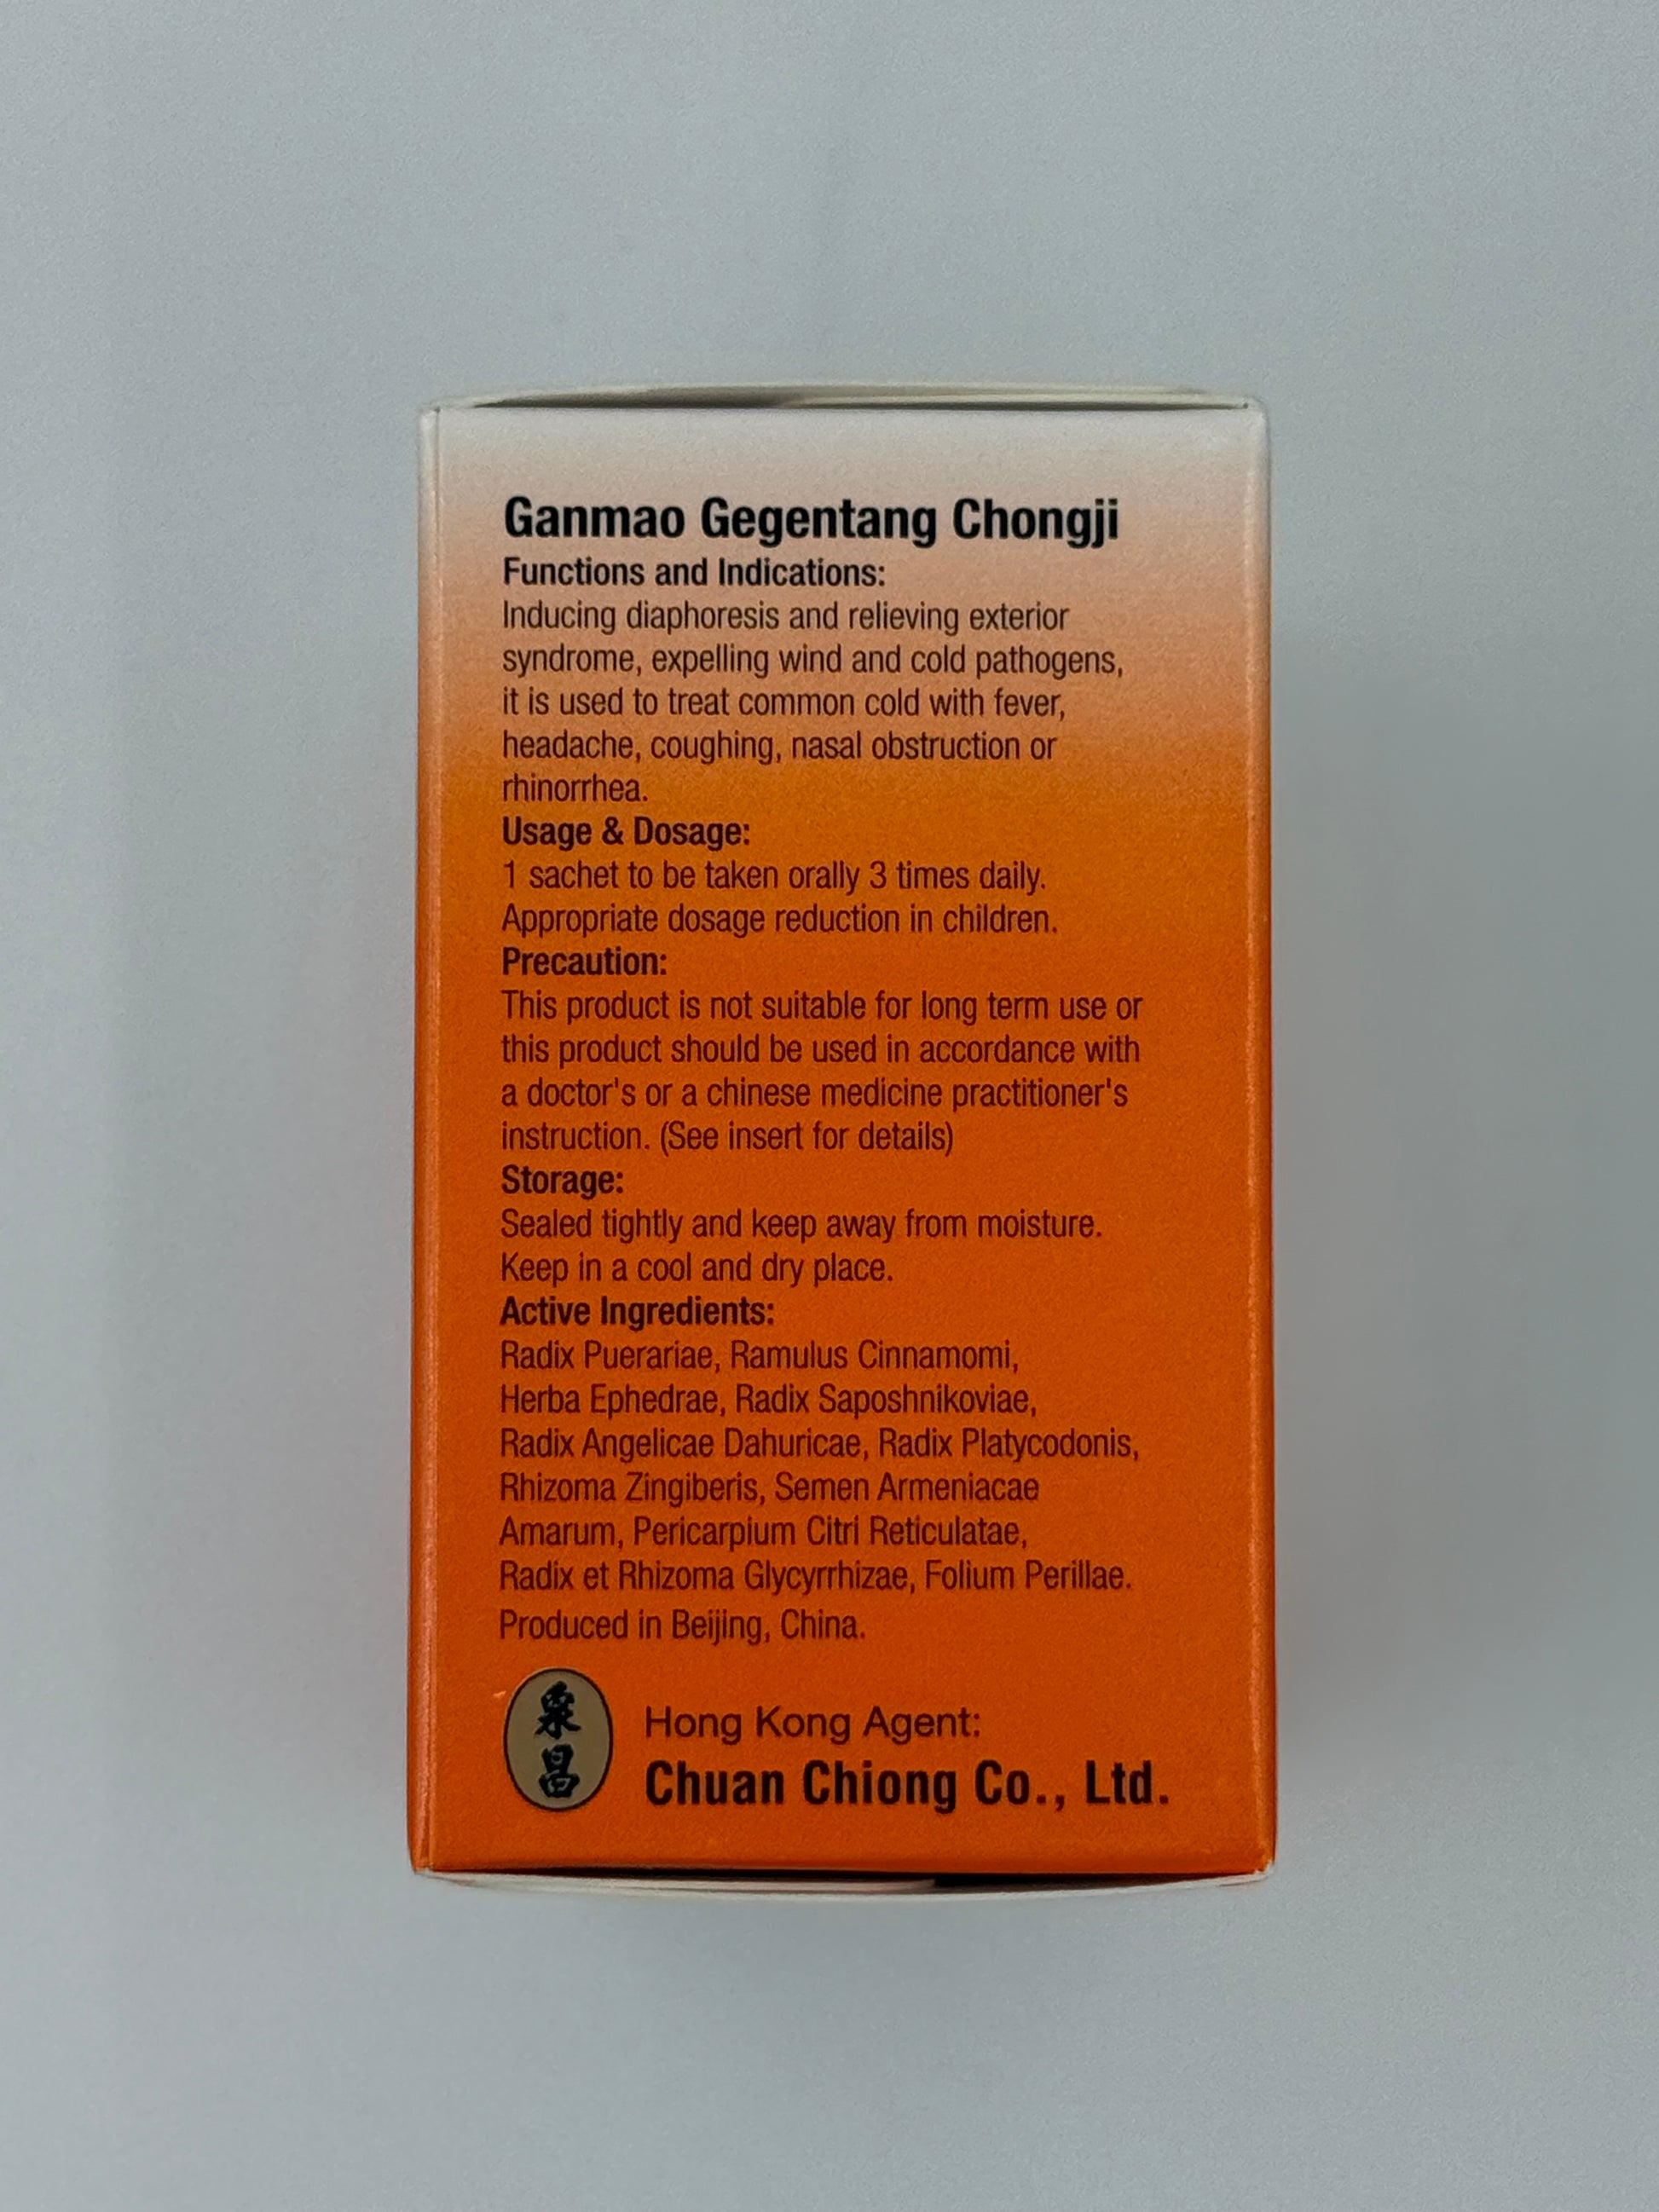 Ganmao Gegentang Chongji
Functions and Indications:
Inducing diaphoresis and relieving exterior
syndrome, expelling wind and cold pathogens,
it is used to treat common cold with fever,
headache, coughing, nasal obstruction or
rhinorrhea.
Usage & Dosage:
1 sachet to be taken orally 3 times daily.
Appropriate dosage reduction in children.
Precaution:
This product is not suitable for long term use or
this product should be used in accordance with
a doctor's or a chinese medicine practitioner's
instruction. (See insert for details)
Storage:
Sealed tightly and keep away from moisture.
Keep in a cool and dry place.
Active Ingredients:
Radix Puerariae, Ramulus Cinnamomi,
Herba Ephedrae, Radix Saposhnikoviae,
Radix Angelicae Dahuricae, Radix Platycodonis,
Rhizoma Zingiberis, Semen Armeniacae
Amarum, Pericarpium Citri Reticulatae,
Radix et Rhizoma Glycyrrhizae, Folium Perillae.
Produced in Beijing, China.
Hong Kong Agent:
Chuan Chiong Co., Ltd.